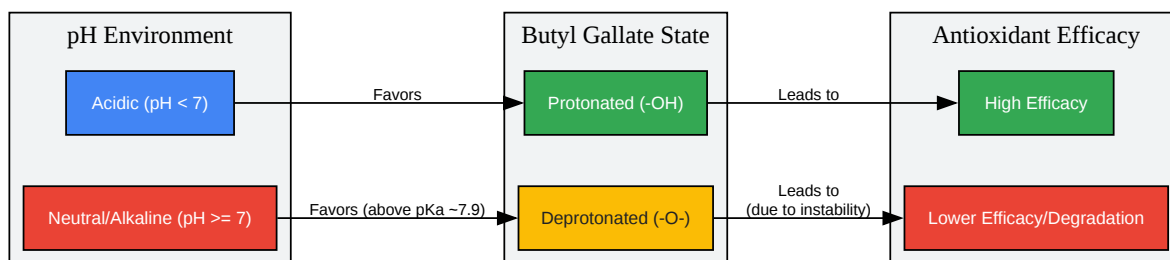 pH Environment
Butyl Gallate State
Antioxidant Efficacy
Acidic (pH < 7)
Favors
Protonated (-OH)
Leads to
High Efficacy
Neutral/Alkaline (pH >= 7)
Favors (above pKa ~7.9)
Deprotonated (-O-)
Leads to
(due to instability)
Lower Efficacy/Degradation